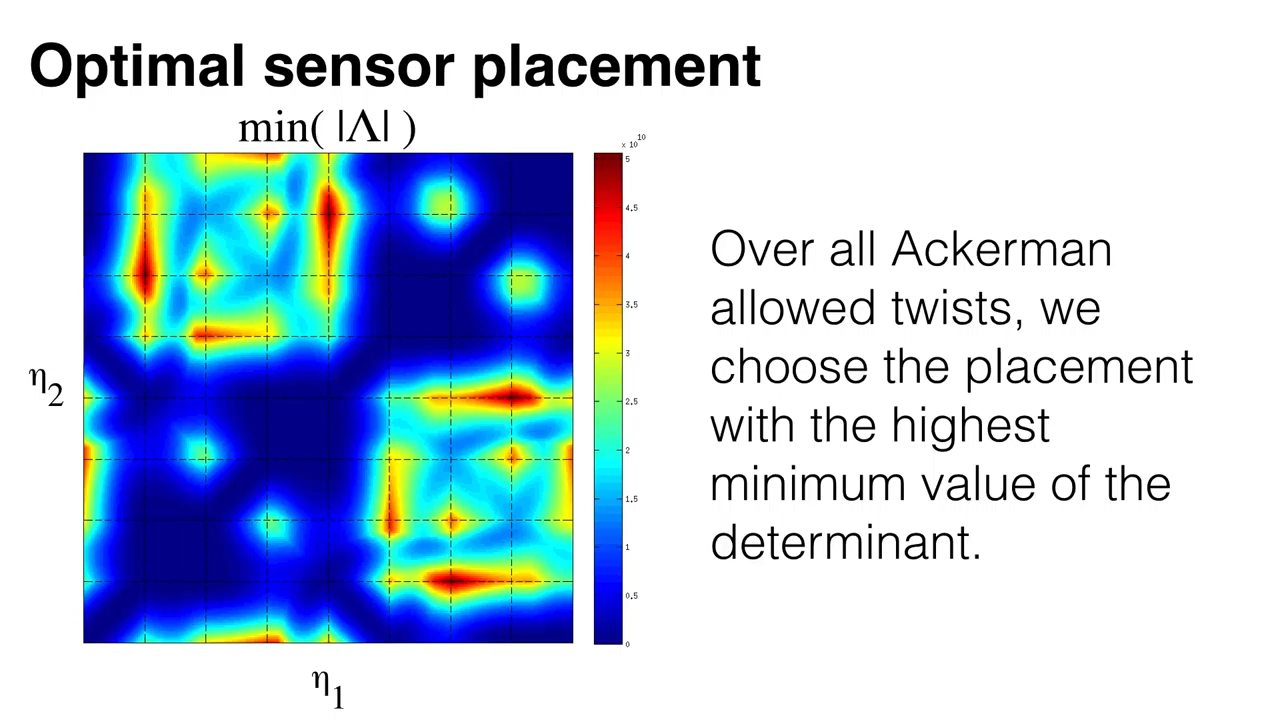 Optimal sensor placement
min( |Λ| )
x 10^10
5
4.5
4
3.5
3
2.5
2
1.5
1
0.5
0
η2
η1
Over all Ackerman
allowed twists, we
choose the placement
with the highest
minimum value of the
determinant.